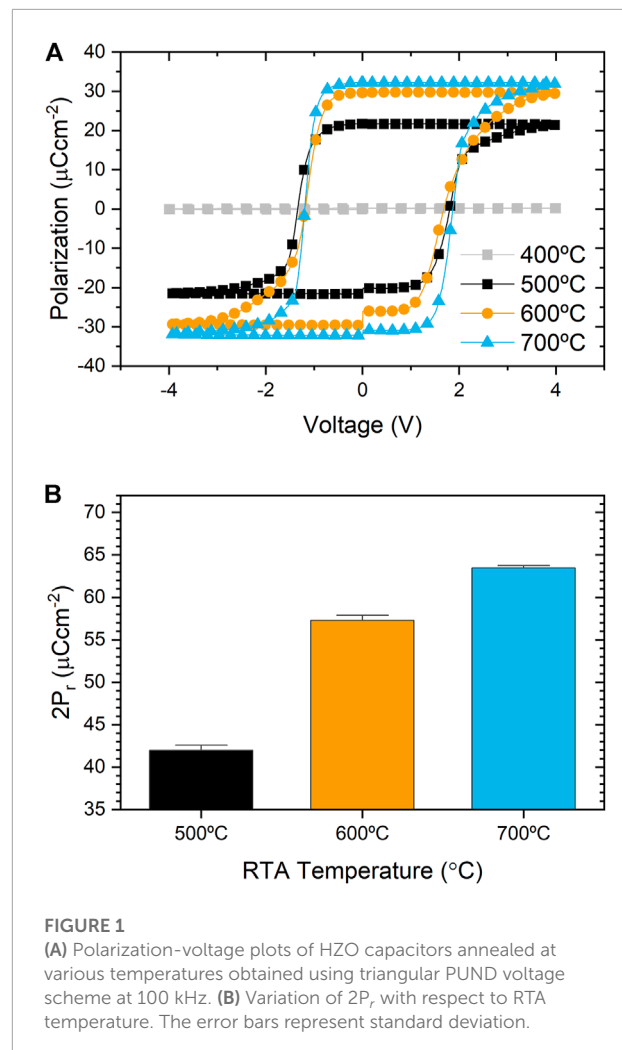 A
40
30
20
10
0
-10
-20
-30
-40
Polarization (μCcm⁻²)
400ºC
500ºC
600ºC
700ºC
-4 -2 0 2 4
Voltage (V)
B
70
65
60
55
50
45
40
35
2Pᵣ (μCcm⁻²)
500ºC 600ºC 700ºC
RTA Temperature (°C)
FIGURE 1
(A) Polarization-voltage plots of HZO capacitors annealed at
various temperatures obtained using triangular PUND voltage
scheme at 100 kHz. (B) Variation of 2Pᵣ with respect to RTA
temperature. The error bars represent standard deviation.